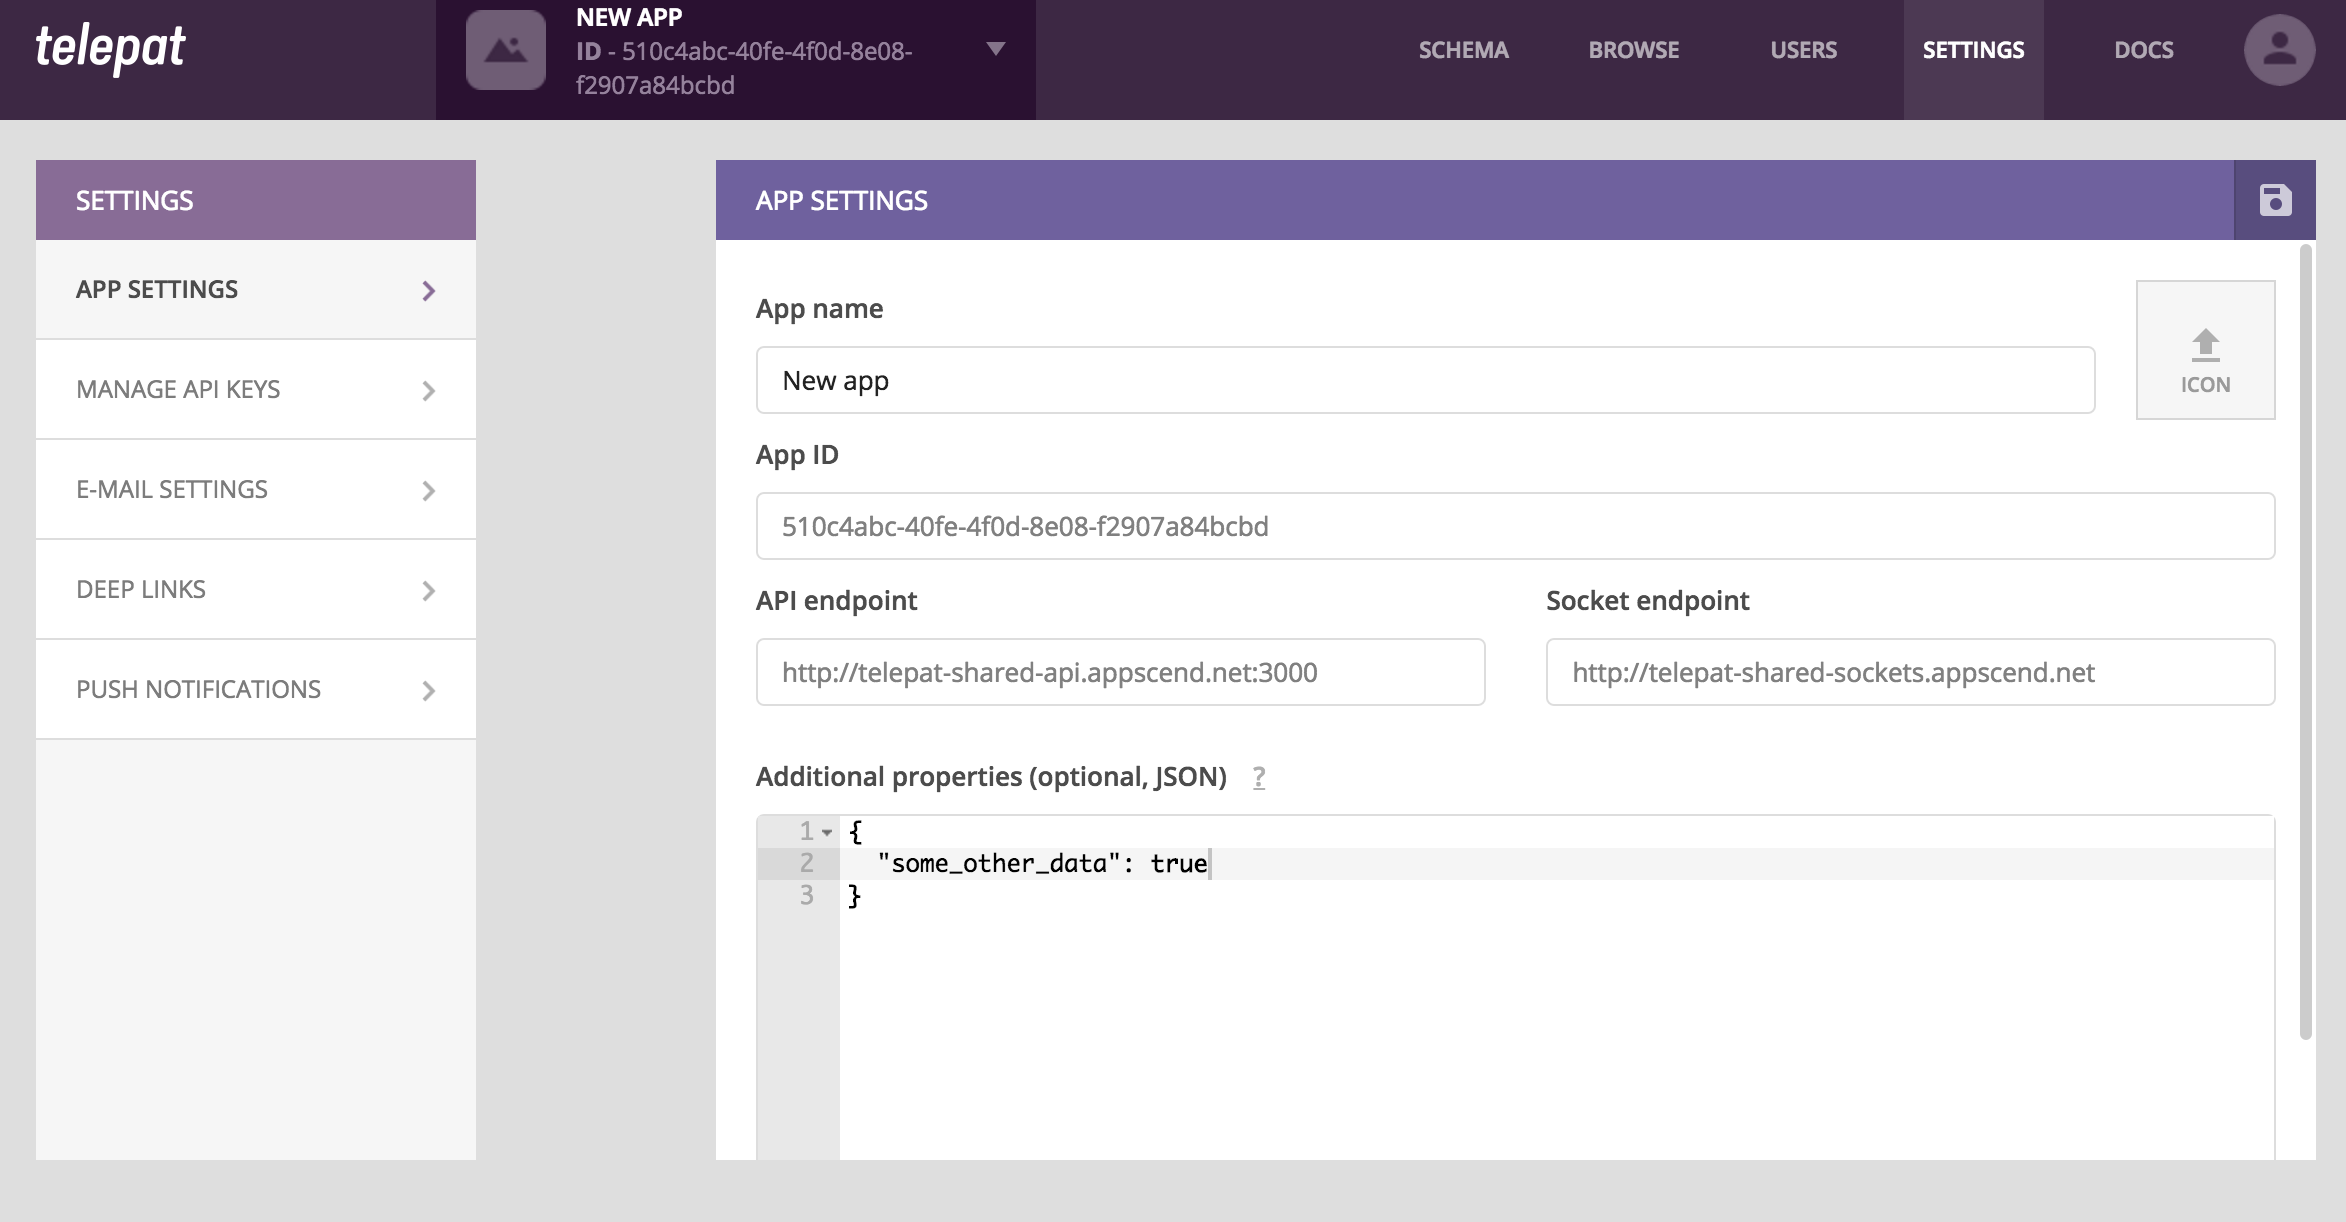 telepat
NEW APP
ID - 510c4abc-40fe-4f0d-8e08-
f2907a84bcbd
SCHEMA
BROWSE
USERS
SETTINGS
DOCS
SETTINGS
APP SETTINGS
MANAGE API KEYS
E-MAIL SETTINGS
DEEP LINKS
PUSH NOTIFICATIONS
APP SETTINGS
App name
New app
ICON
App ID
510c4abc-40fe-4f0d-8e08-f2907a84bcbd
API endpoint
http://telepat-shared-api.appscend.net:3000
Socket endpoint
http://telepat-shared-sockets.appscend.net
Additional properties (optional, JSON) ?
1 {
2 "some_other_data": true
3 }